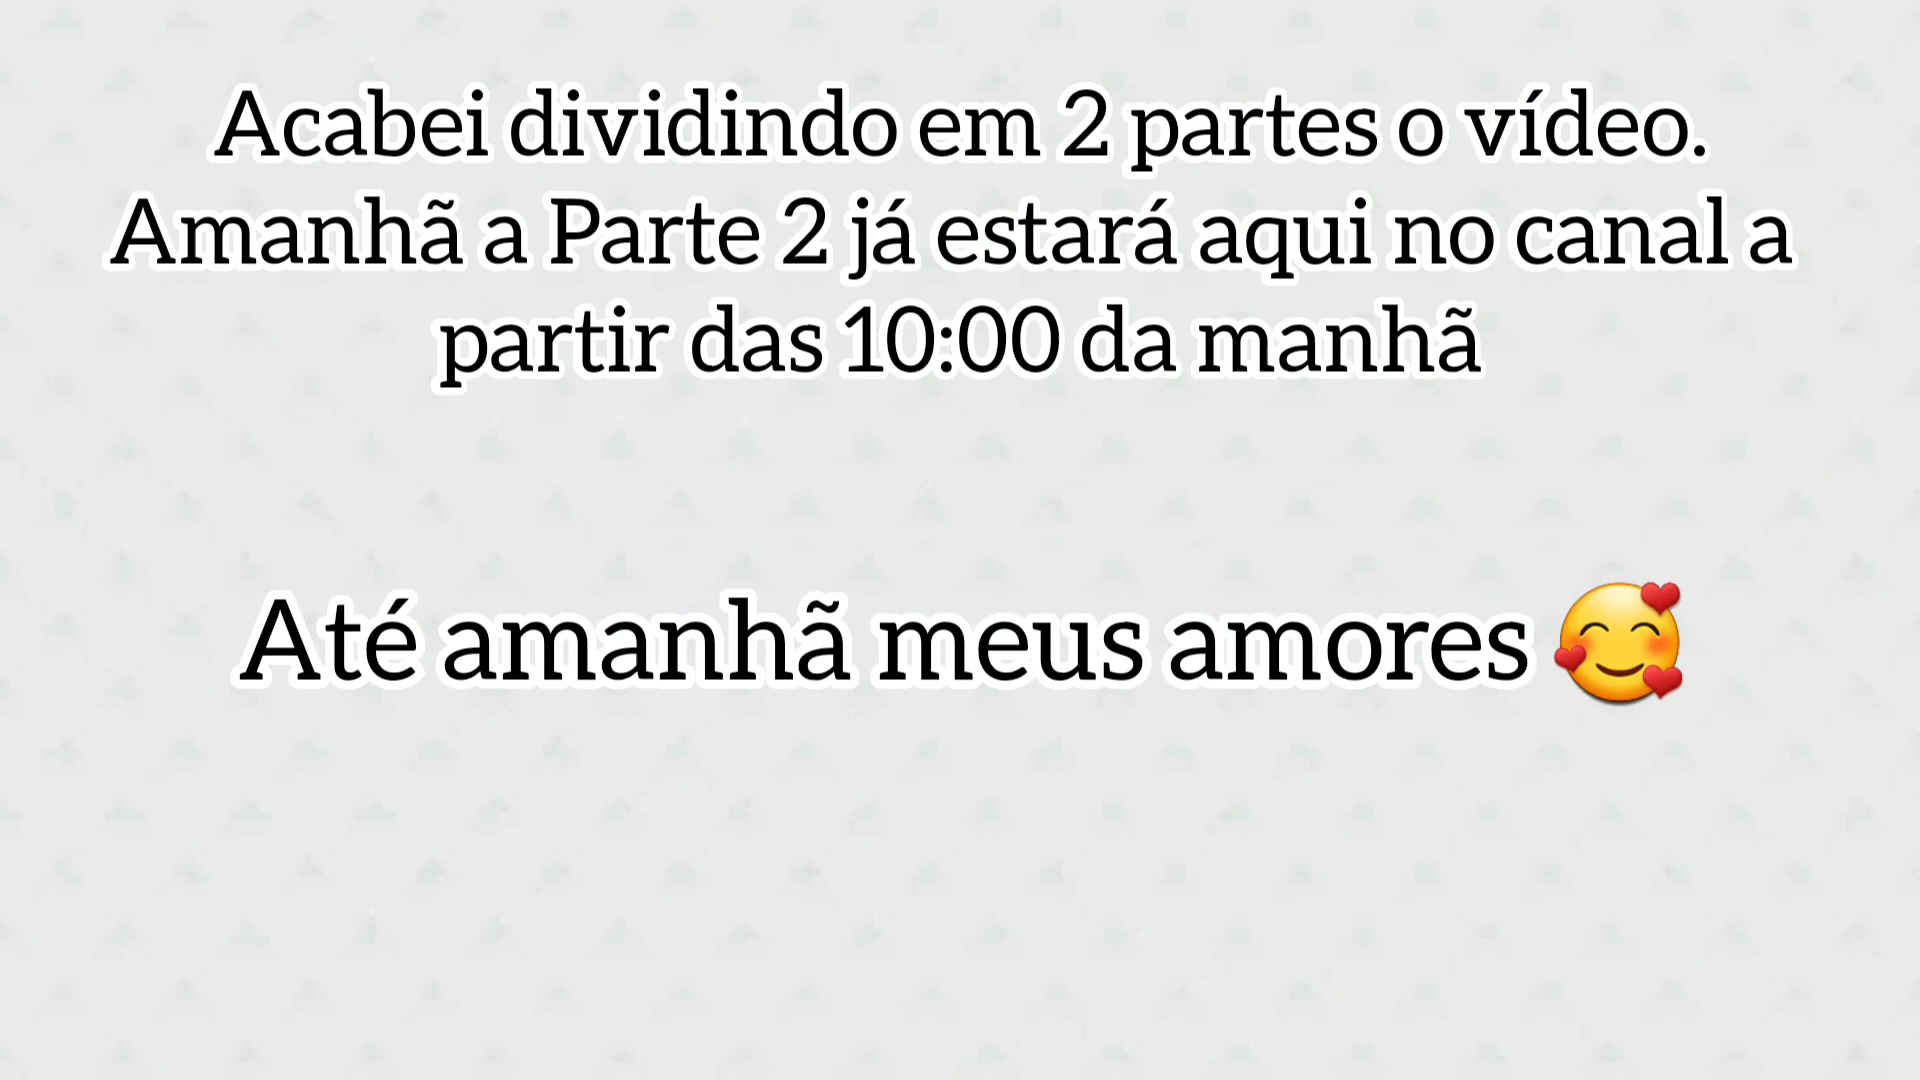 Acabei dividindo em 2 partes o vídeo.
Amanhã a Parte 2 já estará aqui no canal a
partir das 10:00 da manhã
Até amanhã meus amores 🥰